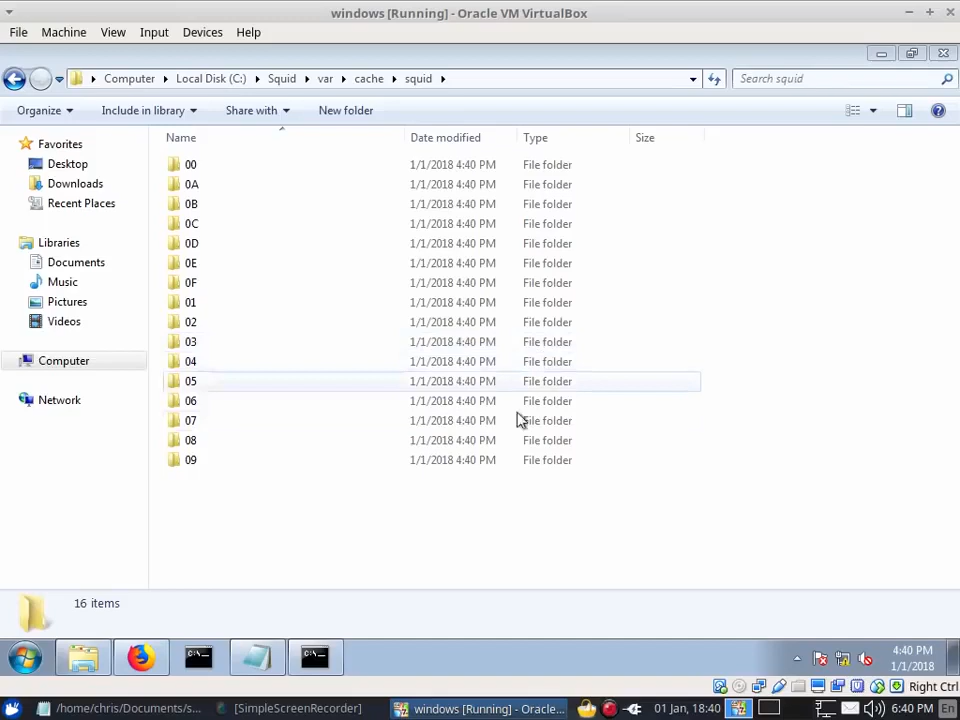 windows [Running] - Oracle VM VirtualBox
File Machine View Input Devices Help
Computer Local Disk (C:) Squid var cache squid Search squid
Organize Include in library Share with New folder
Name Date modified Type Size
Favorites
Desktop
Downloads
Recent Places
Libraries
Documents
Music
Pictures
Videos
Computer
Network
00 1/1/2018 4:40 PM File folder
0A 1/1/2018 4:40 PM File folder
0B 1/1/2018 4:40 PM File folder
0C 1/1/2018 4:40 PM File folder
0D 1/1/2018 4:40 PM File folder
0E 1/1/2018 4:40 PM File folder
0F 1/1/2018 4:40 PM File folder
01 1/1/2018 4:40 PM File folder
02 1/1/2018 4:40 PM File folder
03 1/1/2018 4:40 PM File folder
04 1/1/2018 4:40 PM File folder
05 1/1/2018 4:40 PM File folder
06 1/1/2018 4:40 PM File folder
07 1/1/2018 4:40 PM File folder
08 1/1/2018 4:40 PM File folder
09 1/1/2018 4:40 PM File folder
16 items
4:40 PM
1/1/2018
Right Ctrl
/home/chris/Documents/s... [SimpleScreenRecorder] windows [Running] - Oracle... 01 Jan, 18:40 6:40 PM En